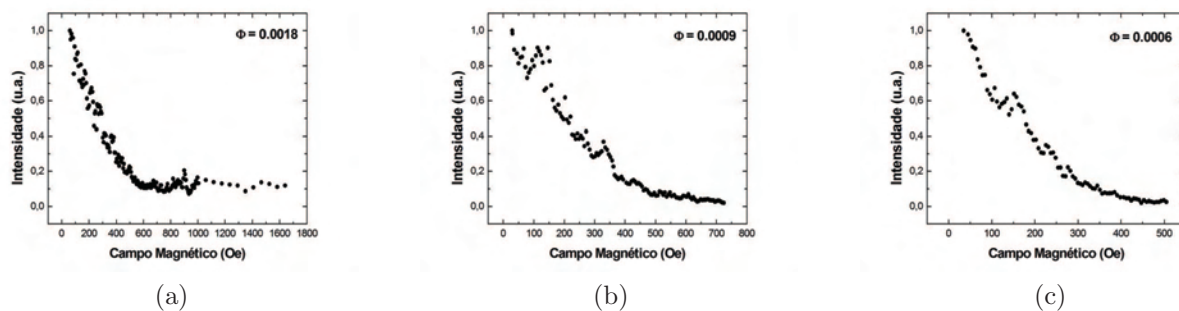 Φ = 0.0018
Intensidade (u.a.)
1,0
0,8
0,6
0,4
0,2
0,0
0 200 400 600 800 1000 1200 1400 1600 1800
Campo Magnético (Oe)
(a)
Φ = 0.0009
Intensidade (u.a.)
1,0
0,8
0,6
0,4
0,2
0,0
0 100 200 300 400 500 600 700 800
Campo Magnético (Oe)
(b)
Φ = 0.0006
Intensidade (u.a.)
1,0
0,8
0,6
0,4
0,2
0,0
0 100 200 300 400 500
Campo Magnético (Oe)
(c)